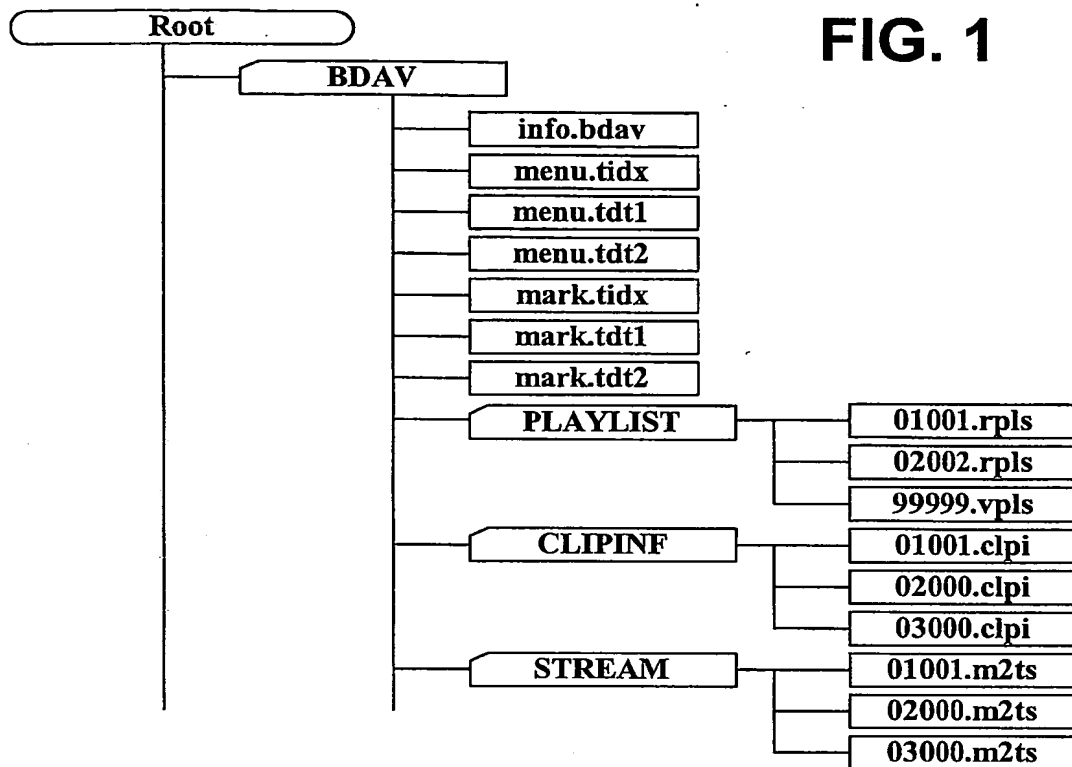 Root
FIG. 1
BDAV
info.bdav
menu.tidx
menu.tdt1
menu.tdt2
mark.tidx
mark.tdt1
mark.tdt2
PLAYLIST
01001.rpls
02002.rpls
99999.vpls
CLIPINF
01001.clpi
02000.clpi
03000.clpi
STREAM
01001.m2ts
02000.m2ts
03000.m2ts